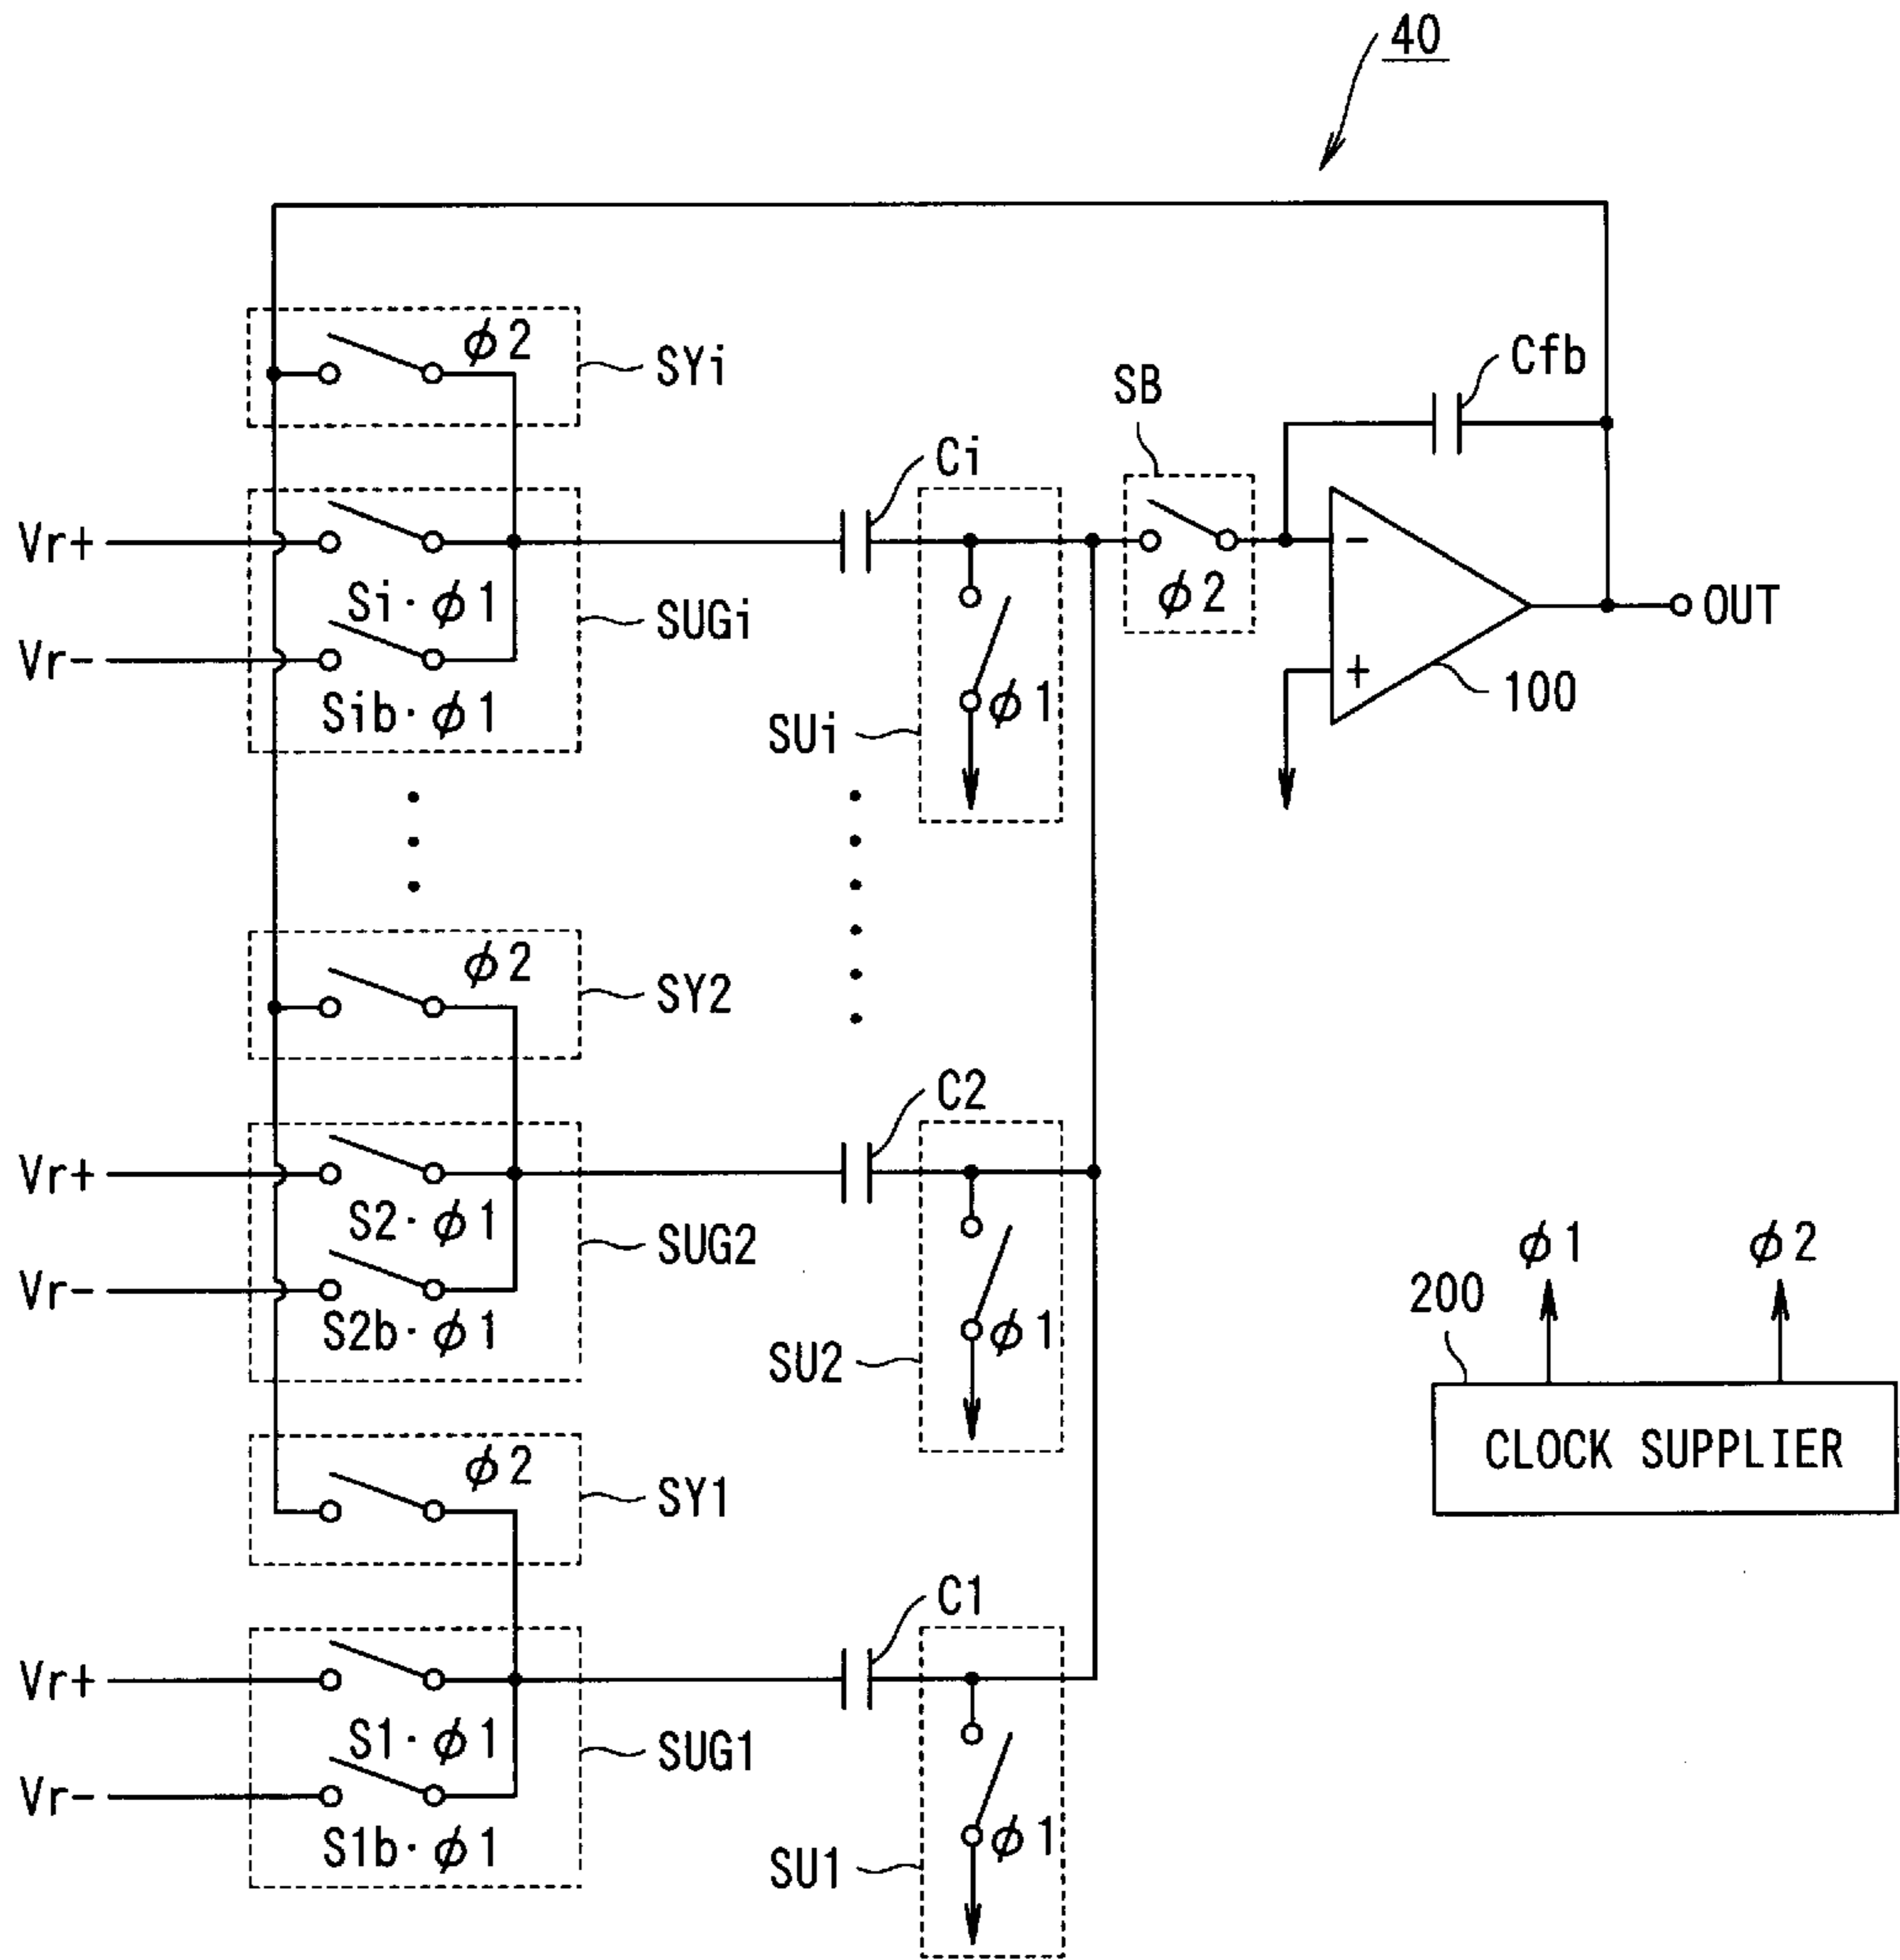 40
ϕ2
SYi
Cfb
SB
Ci
Vr+
Si·ϕ1
SUGi
ϕ2
-
OUT
Vr-
+
100
Sib·ϕ1
SUi
ϕ1
ϕ2
SY2
C2
Vr+
S2·ϕ1
SUG2
ϕ1
ϕ2
Vr-
200
S2b·ϕ1
SU2
ϕ1
CLOCK SUPPLIER
ϕ2
SY1
C1
Vr+
S1·ϕ1
SUG1
Vr-
S1b·ϕ1
SU1
ϕ1